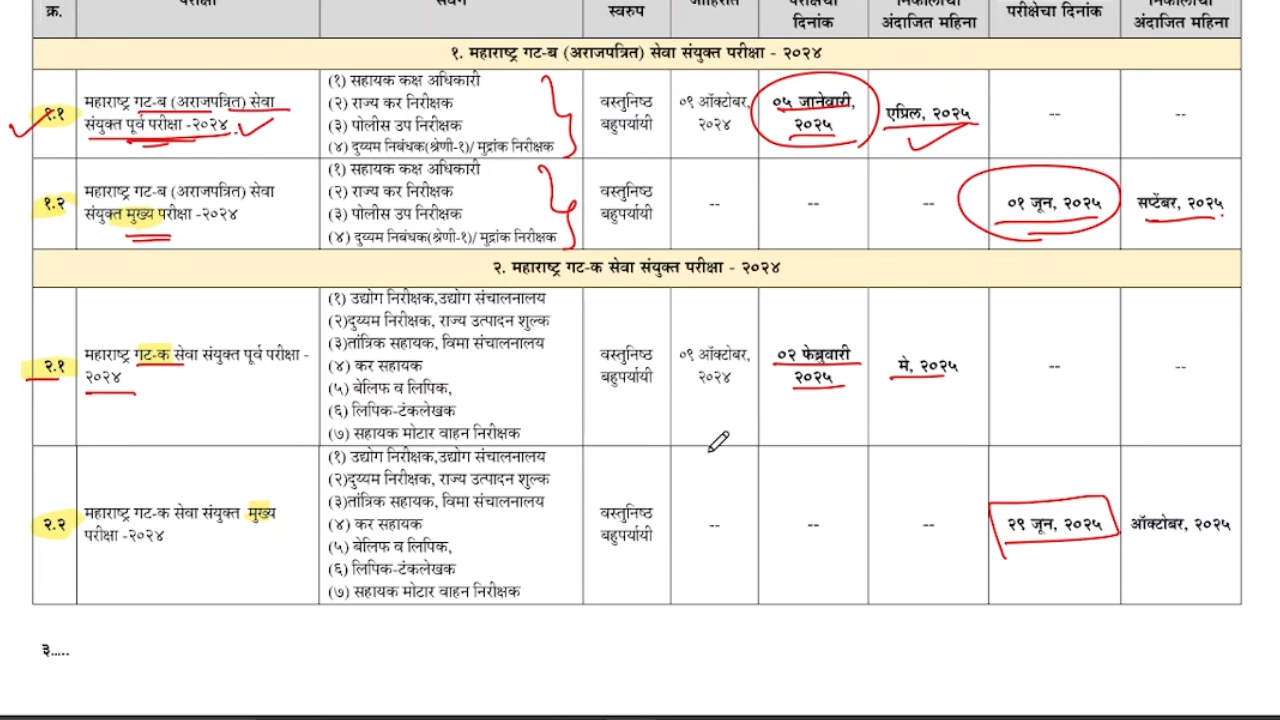 क्र.
परीक्षा
संवर्ग
स्वरुप
जाहिरात
परीक्षेचा
दिनांक
निकालाचा
अंदाजित महिना
परीक्षेचा दिनांक
निकालाचा
अंदाजित महिना
१. महाराष्ट्र गट-ब (अराजपत्रित) सेवा संयुक्त परीक्षा - २०२४
१.१
महाराष्ट्र गट-ब (अराजपत्रित) सेवा
संयुक्त पूर्व परीक्षा -२०२४
(१) सहायक कक्ष अधिकारी
(२) राज्य कर निरीक्षक
(३) पोलीस उप निरीक्षक
(४) दुय्यम निबंधक(श्रेणी-१)/ मुद्रांक निरीक्षक
वस्तुनिष्ठ
बहुपर्यायी
०९ ऑक्टोबर,
२०२४
०५ जानेवारी,
२०२५
एप्रिल, २०२५
--
--
१.२
महाराष्ट्र गट-ब (अराजपत्रित) सेवा
संयुक्त मुख्य परीक्षा -२०२४
(१) सहायक कक्ष अधिकारी
(२) राज्य कर निरीक्षक
(३) पोलीस उप निरीक्षक
(४) दुय्यम निबंधक(श्रेणी-१)/ मुद्रांक निरीक्षक
वस्तुनिष्ठ
बहुपर्यायी
--
--
--
०१ जून, २०२५
सप्टेंबर, २०२५
२. महाराष्ट्र गट-क सेवा संयुक्त परीक्षा - २०२४
२.१
महाराष्ट्र गट-क सेवा संयुक्त पूर्व परीक्षा -
२०२४
(१) उद्योग निरीक्षक,उद्योग संचालनालय
(२)दुय्यम निरीक्षक, राज्य उत्पादन शुल्क
(३)तांत्रिक सहायक, विमा संचालनालय
(४) कर सहायक
(५) बेलिफ व लिपिक,
(६) लिपिक-टंकलेखक
(७) सहायक मोटार वाहन निरीक्षक
वस्तुनिष्ठ
बहुपर्यायी
०९ ऑक्टोबर,
२०२४
०२ फेब्रुवारी
२०२५
मे, २०२५
--
--
२.२
महाराष्ट्र गट-क सेवा संयुक्त मुख्य
परीक्षा -२०२४
(१) उद्योग निरीक्षक,उद्योग संचालनालय
(२)दुय्यम निरीक्षक, राज्य उत्पादन शुल्क
(३)तांत्रिक सहायक, विमा संचालनालय
(४) कर सहायक
(५) बेलिफ व लिपिक,
(६) लिपिक-टंकलेखक
(७) सहायक मोटार वाहन निरीक्षक
वस्तुनिष्ठ
बहुपर्यायी
--
--
--
२९ जून, २०२५
ऑक्टोबर, २०२५
३.....